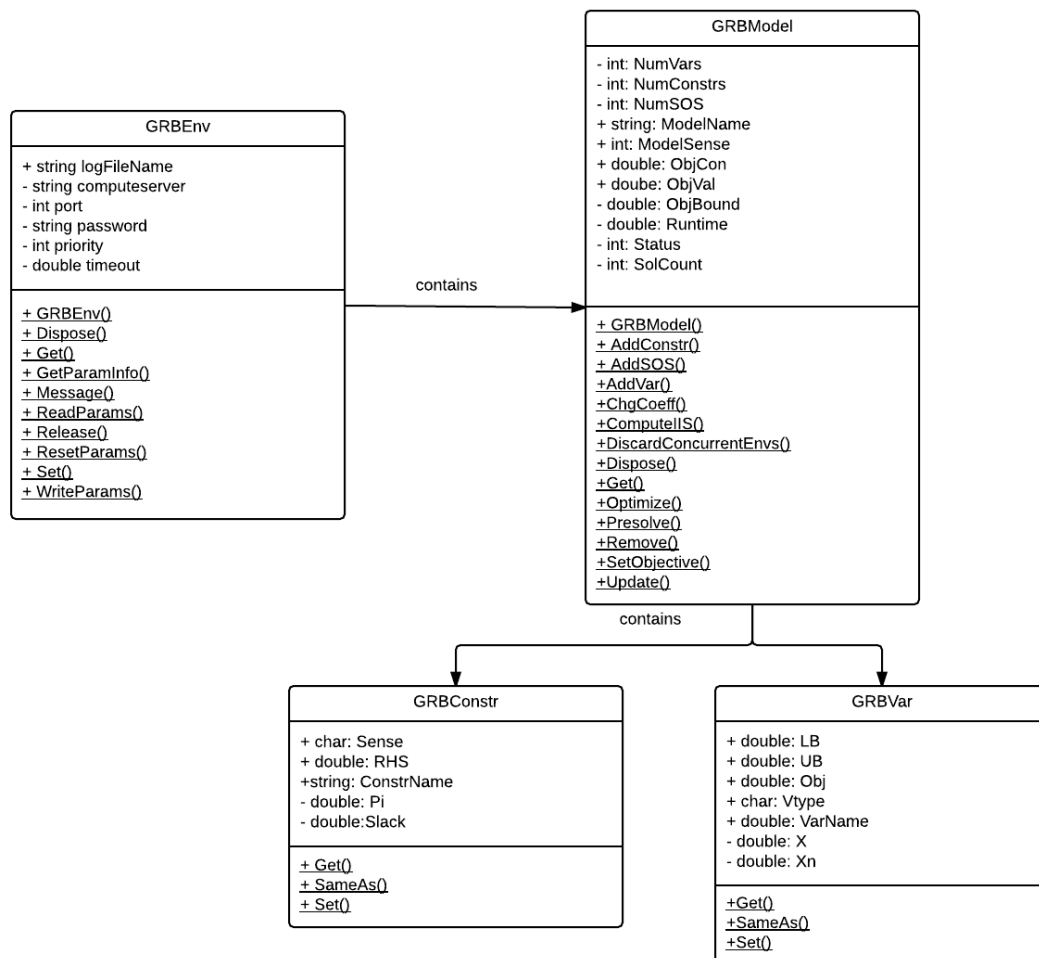 GRBModel
- int: NumVars
- int: NumConstrs
- int: NumSOS
+ string: ModelName
+ int: ModelSense
+ double: ObjCon
+ doube: ObjVal
- double: ObjBound
- double: Runtime
- int: Status
- int: SolCount
+ GRBModel()
+ AddConstr()
+ AddSOS()
+AddVar()
+ChgCoeff()
+ComputeIIS()
+DiscardConcurrentEnvs()
+Dispose()
+Get()
+Optimize()
+Presolve()
+Remove()
+SetObjective()
+Update()
GRBEnv
+ string logFileName
- string computeserver
- int port
- string password
- int priority
- double timeout
+ GRBEnv()
+ Dispose()
+ Get()
+ GetParamInfo()
+ Message()
+ ReadParams()
+ Release()
+ ResetParams()
+ Set()
+ WriteParams()
contains
contains
GRBConstr
+ char: Sense
+ double: RHS
+string: ConstrName
- double: Pi
- double:Slack
+ Get()
+ SameAs()
+ Set()
GRBVar
+ double: LB
+ double: UB
+ double: Obj
+ char: Vtype
+ double: VarName
- double: X
- double: Xn
+Get()
+SameAs()
+Set()